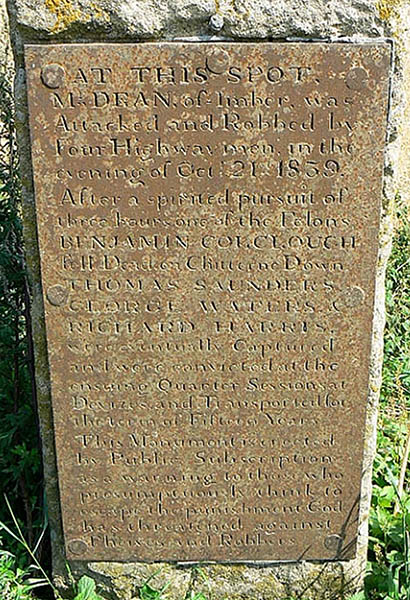 AT THIS SPOT,
Mr. DEAN, of Imber, was
Attacked and Robbed by
Four Highwaymen, in the
evening of Oct. 21. 1839.
After a spirited pursuit of
three hours one of the Felons
BENJAMIN COLCLOUGH
fell Dead on Chitterne Down
THOMAS SAUNDERS,
GEORGE WATERS, &
RICHARD HARRIS,
were eventually Captured
and were convicted at the
ensuing Quarter Sessions at
Devizes, and Transported for
the term of Fifteen Years.
This Monument is erected
by Public Subscription
as a warning to those who
presumptuously think to
escape the punishment God
has threatened against
Thieves and Robbers.